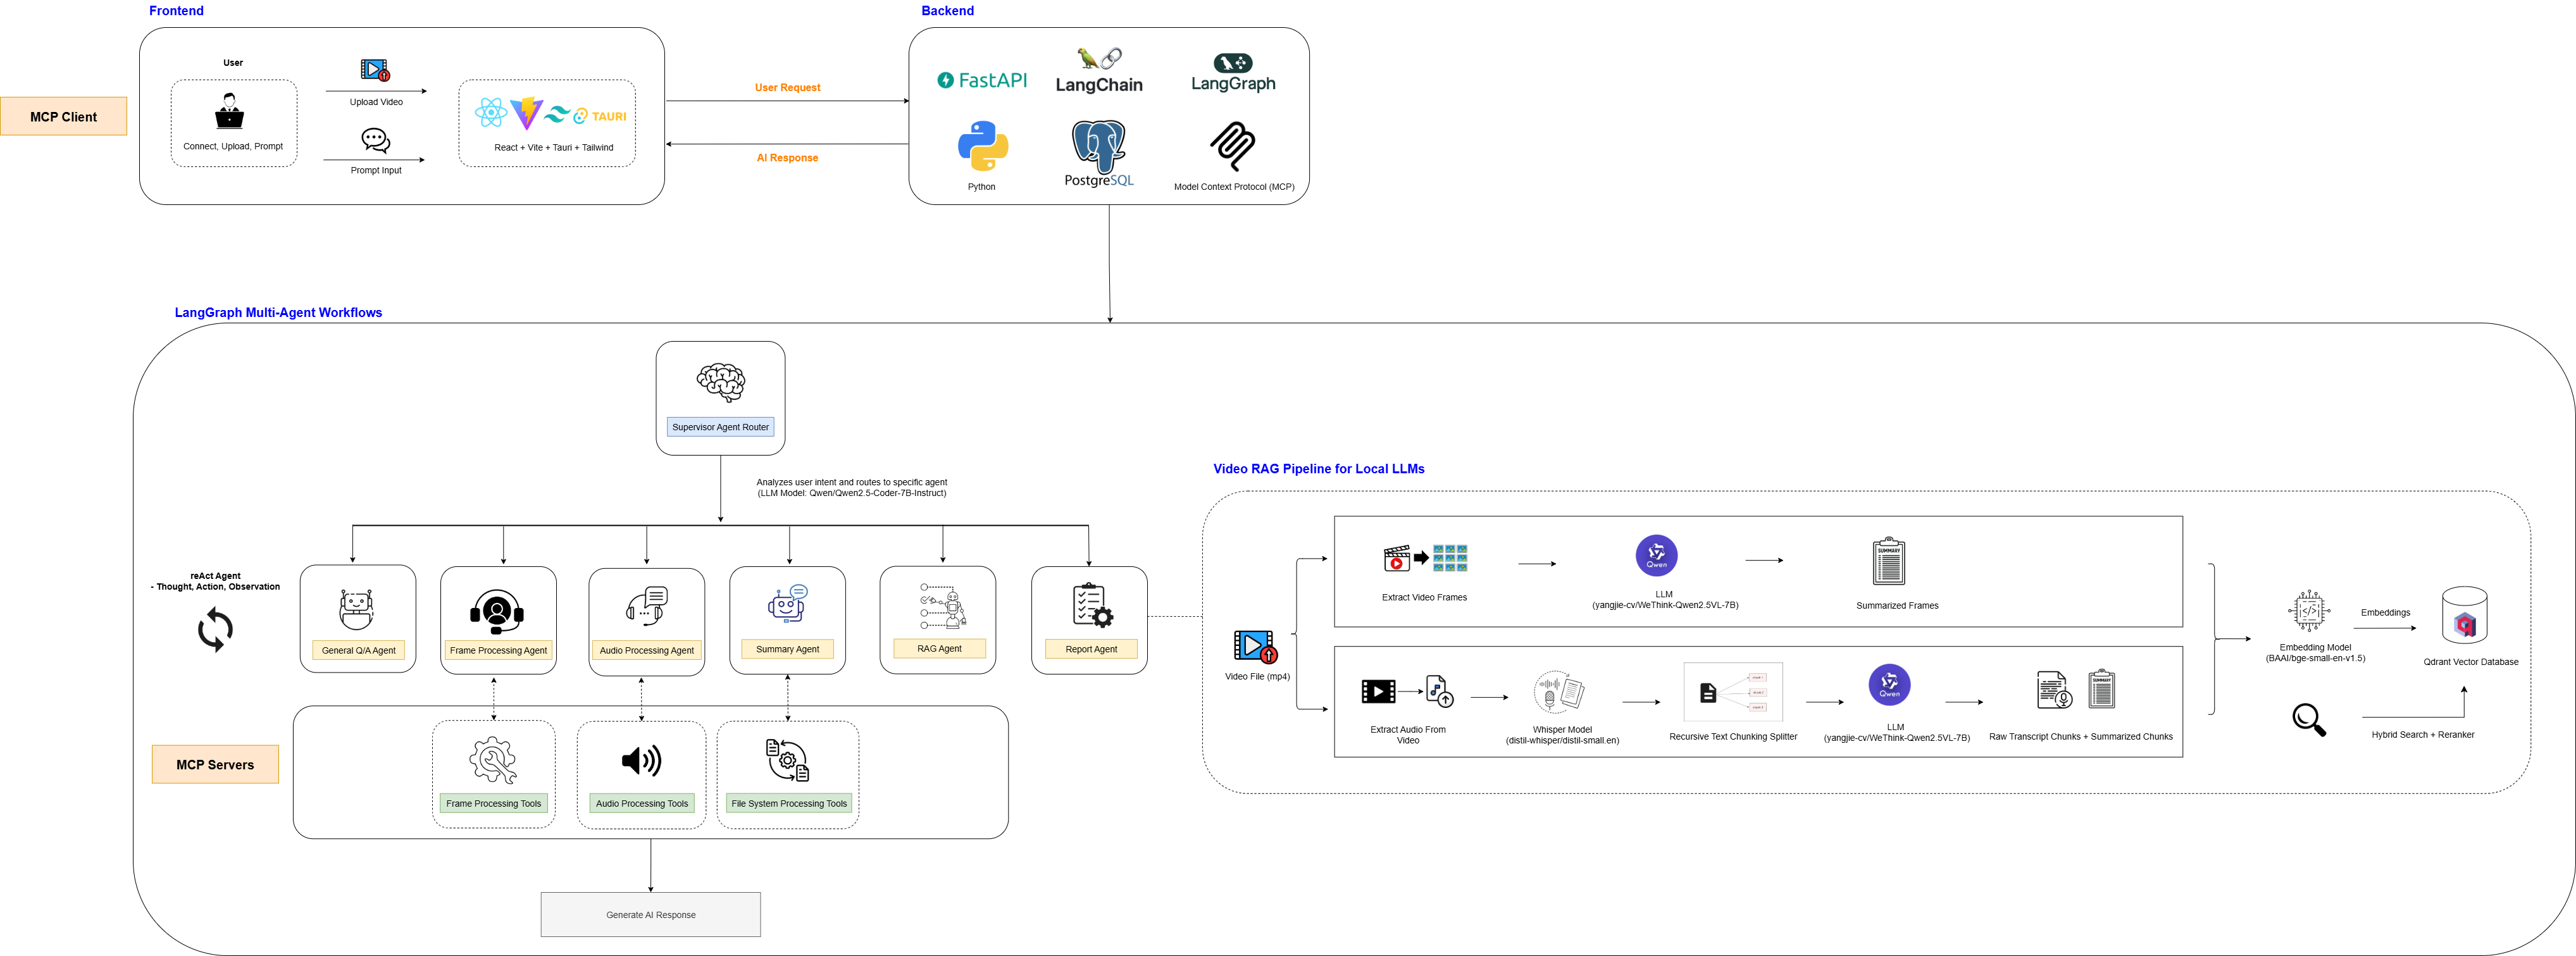 Frontend
Backend
User
Connect, Upload, Prompt
Upload Video
Prompt Input
TAURI
React + Vite + Tauri + Tailwind
MCP Client
User Request
AI Response
FastAPI
LangChain
LangGraph
Python
PostgreSQL
Model Context Protocol (MCP)
LangGraph Multi-Agent Workflows
Supervisor Agent Router
Analyzes user intent and routes to specific agent
(LLM Model: Qwen/Qwen2.5-Coder-7B-Instruct)
reAct Agent
- Thought, Action, Observation
General Q/A Agent
Frame Processing Agent
Audio Processing Agent
Summary Agent
RAG Agent
Report Agent
MCP Servers
Frame Processing Tools
Audio Processing Tools
File System Processing Tools
Generate AI Response
Video RAG Pipeline for Local LLMs
Video File (mp4)
Extract Video Frames
Qwen
LLM
(yangjie-cv/WeThink-Qwen2.5VL-7B)
SUMMARY
Summarized Frames
Extract Audio From
Video
Whisper Model
(distil-whisper/distil-small.en)
Recursive Text Chunking Splitter
Qwen
LLM
(yangjie-cv/WeThink-Qwen2.5VL-7B)
Raw Transcript Chunks + Summarized Chunks
Embedding Model
(BAAI/bge-small-en-v1.5)
Embeddings
Qdrant Vector Database
Hybrid Search + Reranker